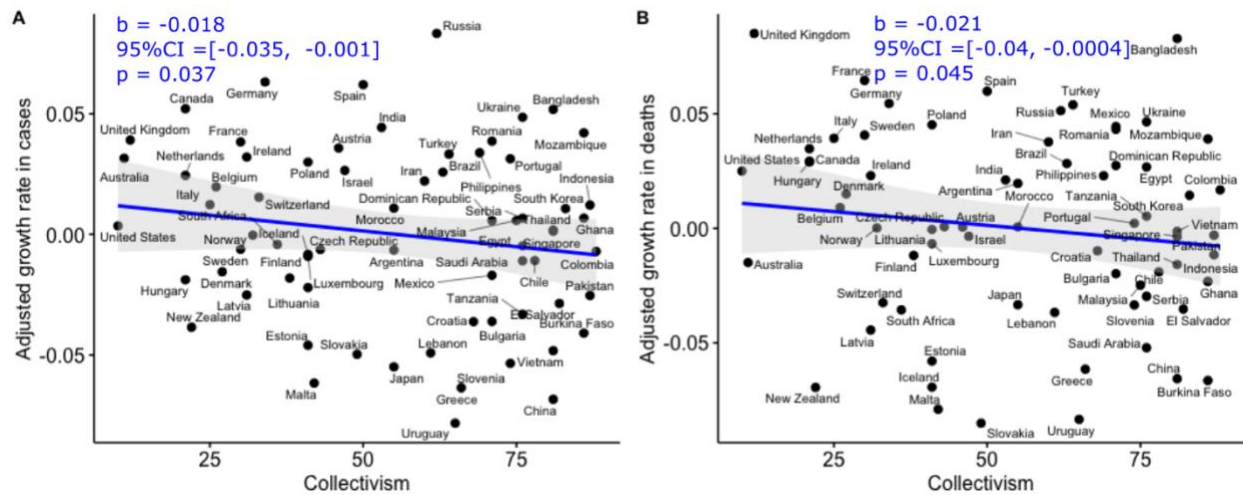 A
b = -0.018
95%CI =[-0.035, -0.001]
p = 0.037
Adjusted growth rate in cases
0.05
0.00
-0.05
Russia
Canada
Germany
Spain
India
Ukraine
Bangladesh
United Kingdom
France
Ireland
Austria
Turkey
Romania
Mozambique
Netherlands
Poland
Israel
Iran
Brazil
Portugal
Australia
Belgium
Philippines
Indonesia
Italy
Switzerland
Dominican Republic
South Korea
South Africa
Morocco
Serbia
Thailand
Malaysia
Ghana
United States
Norway
Iceland
Czech Republic
Egypt
Singapore
Sweden
Finland
Argentina
Saudi Arabia
Colombia
Hungary
Denmark
Luxembourg
Mexico
Chile
Pakistan
Latvia
Lithuania
Tanzania
El Salvador
New Zealand
Croatia
Burkina Faso
Estonia
Slovakia
Lebanon
Bulgaria
Vietnam
Malta
Japan
Slovenia
Greece
China
Uruguay
25
50
75
Collectivism
B
b = -0.021
95%CI =[-0.04, -0.0004]
p = 0.045
Adjusted growth rate in deaths
0.05
0.00
-0.05
United Kingdom
Bangladesh
France
Germany
Spain
Turkey
Italy
Poland
Russia
Mexico
Ukraine
Netherlands
Sweden
Iran
Romania
Mozambique
United States
Canada
Ireland
Brazil
Dominican Republic
Hungary
Denmark
India
Philippines
Egypt
Colombia
Argentina
Morocco
Tanzania
South Korea
Belgium
Czech Republic
Austria
Portugal
Vietnam
Norway
Lithuania
Israel
Singapore
Pakistan
Australia
Finland
Luxembourg
Croatia
Thailand
Indonesia
Switzerland
Japan
Bulgaria
Chile
Ghana
South Africa
Lebanon
Malaysia
Serbia
Latvia
Slovenia
El Salvador
Estonia
Saudi Arabia
New Zealand
Iceland
Greece
China
Malta
Burkina Faso
Slovakia
Uruguay
25
50
75
Collectivism